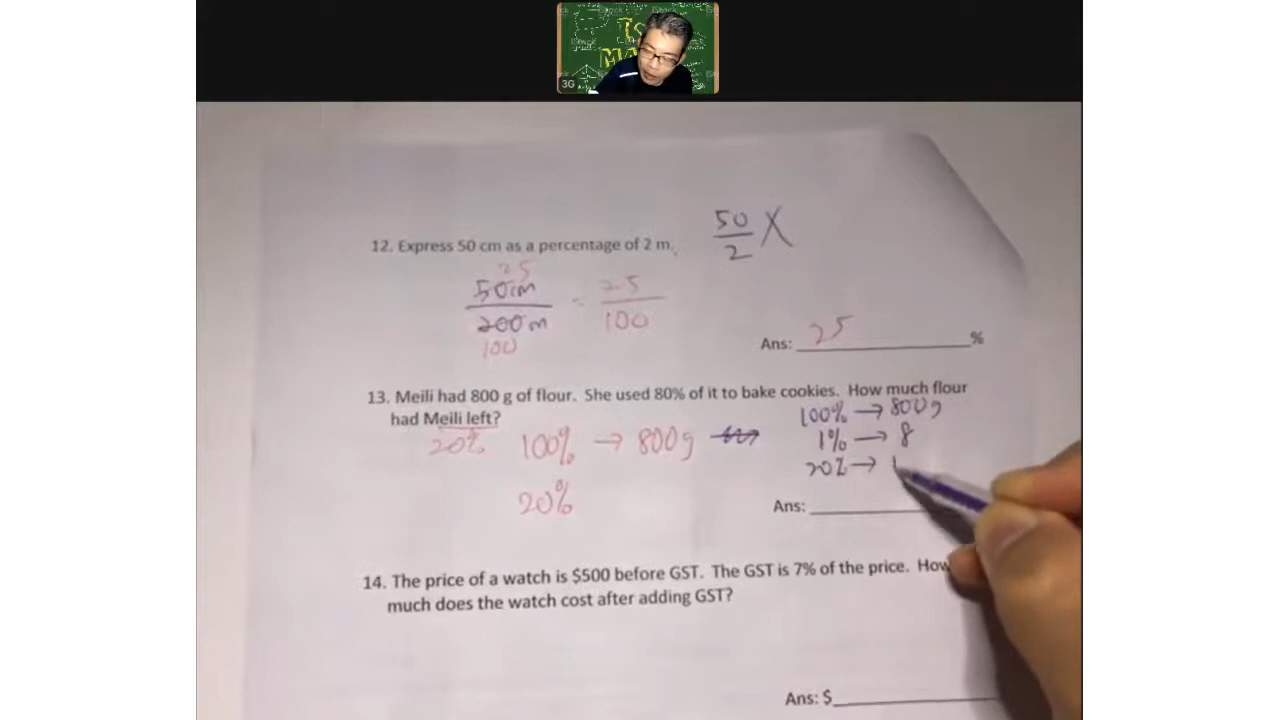 3G
12. Express 50 cm as a percentage of 2 m.
50
2
X
25
50cm
200m
100
=
25
100
Ans: 25 %
13. Meili had 800 g of flour. She used 80% of it to bake cookies. How much flour
had Meili left?
20%
100% → 800g
20%
100% → 800g
1% → 8
20% → 1
Ans:
14. The price of a watch is $500 before GST. The GST is 7% of the price. How
much does the watch cost after adding GST?
Ans: $